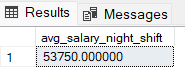 Results Messages
avg_salary_night_shift
1 53750.000000